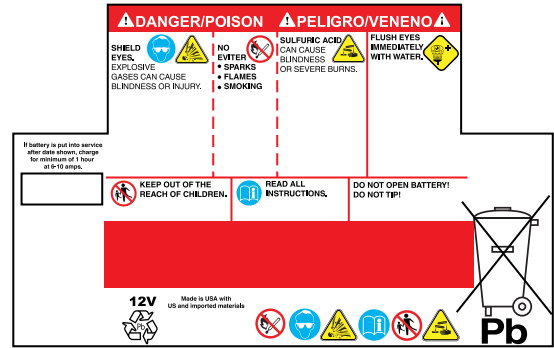 DANGER/POISON
PELIGRO/VENENO
SHIELD
EYES.
EXPLOSIVE
GASES CAN CAUSE
BLINDNESS OR INJURY.
NO
EVITER
• SPARKS
• FLAMES
• SMOKING
SULFURIC ACID
CAN CAUSE
BLINDNESS
OR SEVERE BURNS.
FLUSH EYES
IMMEDIATELY
WITH WATER.
If battery is put into service
after date shown, charge
for minimum of 1 hour
at 6-10 amps.
KEEP OUT OF THE
REACH OF CHILDREN.
READ ALL
INSTRUCTIONS.
DO NOT OPEN BATTERY!
DO NOT TIP!
12V
Pb
Made is USA with
US and imported materials
Pb